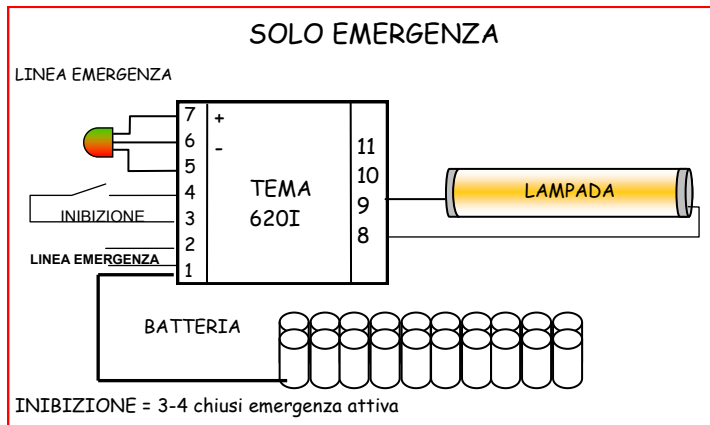 SOLO EMERGENZA
LINEA EMERGENZA
7 +
6 -
5
4
3
2
1
TEMA
620I
11
10
9
8
LAMPADA
INIBIZIONE
LINEA EMERGENZA
BATTERIA
INIBIZIONE = 3-4 chiusi emergenza attiva